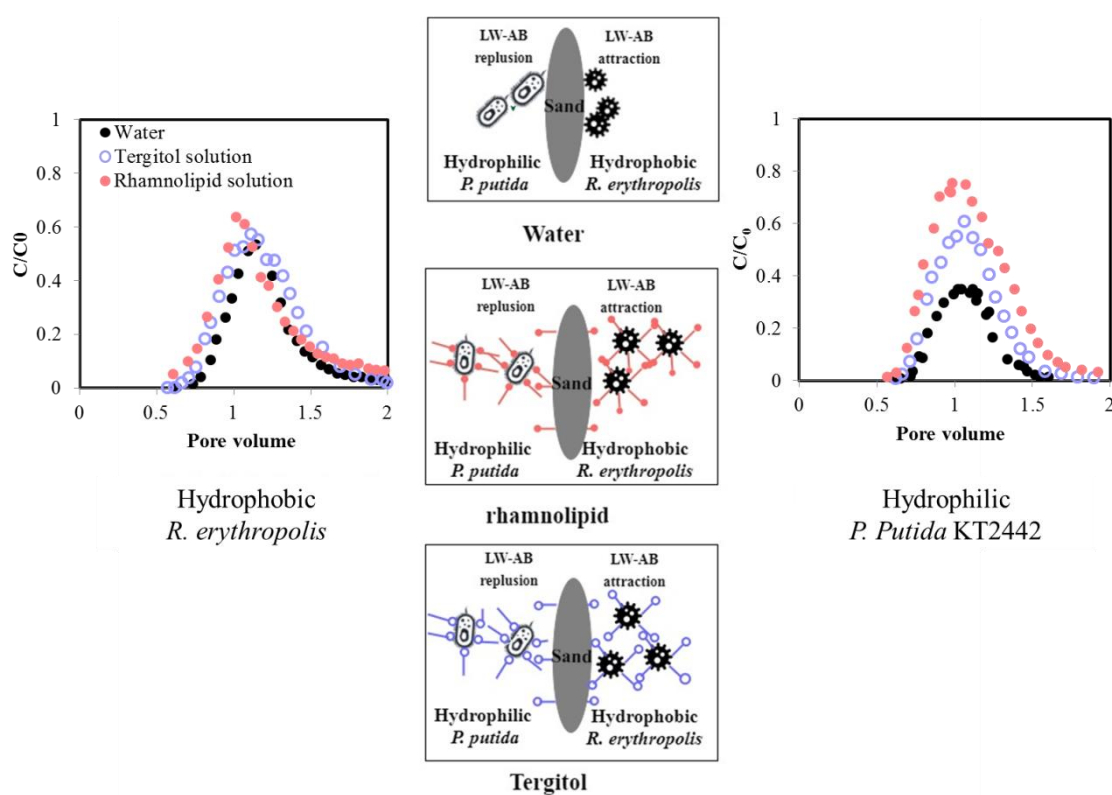 LW-AB
replusion
LW-AB
attraction
Sand
Hydrophilic
P. putida
Hydrophobic
R. erythropolis
Water
1
0.8
0.6
0.4
0.2
0
C/C0
Water
Tergitol solution
Rhamnolipid solution
0 0.5 1 1.5 2
Pore volume
Hydrophobic
R. erythropolis
LW-AB
replusion
LW-AB
attraction
Sand
Hydrophilic
P. putida
Hydrophobic
R. erythropolis
rhamnolipid
1
0.8
0.6
0.4
0.2
0
C/C₀
0 0.5 1 1.5 2
Pore volume
Hydrophilic
P. Putida KT2442
LW-AB
replusion
LW-AB
attraction
Sand
Hydrophilic
P. putida
Hydrophobic
R. erythropolis
Tergitol